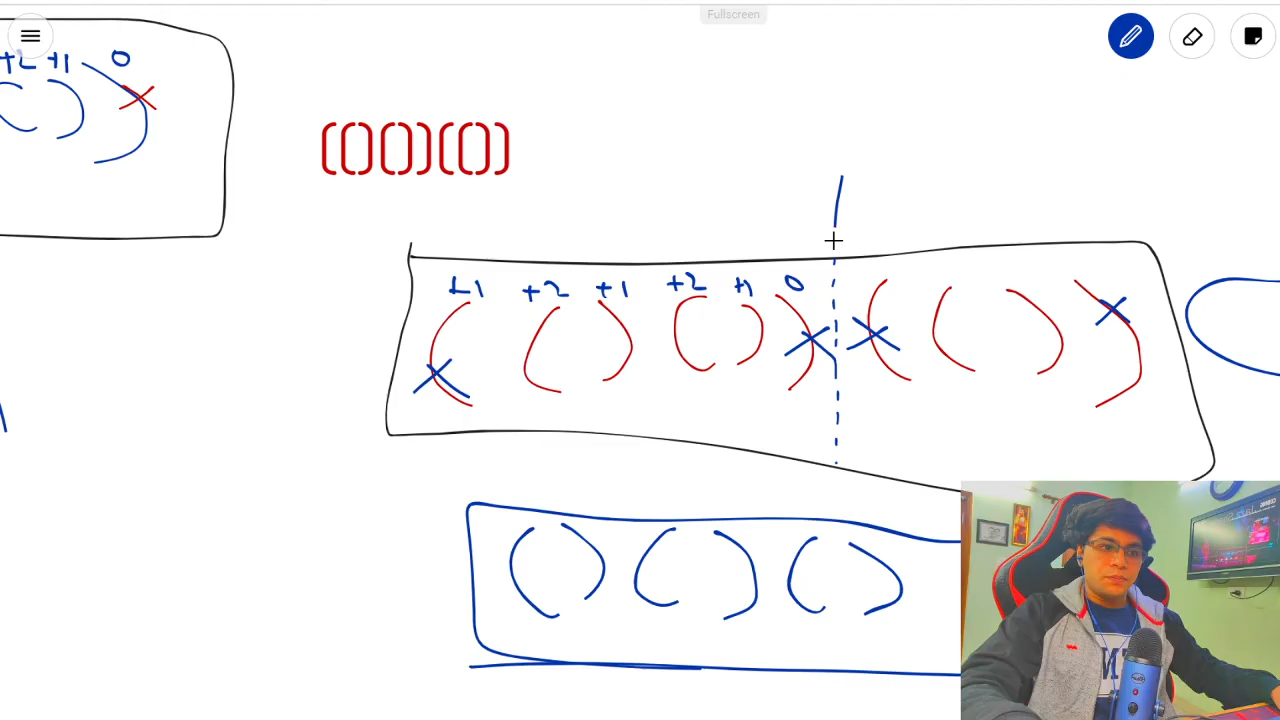 Fullscreen
+2 +1 0
( ) )
(()())(())
+1 +2 +1 +2 +1 0
( ( ) ( ) ) ( ( ) )
( ) ( ) ( )